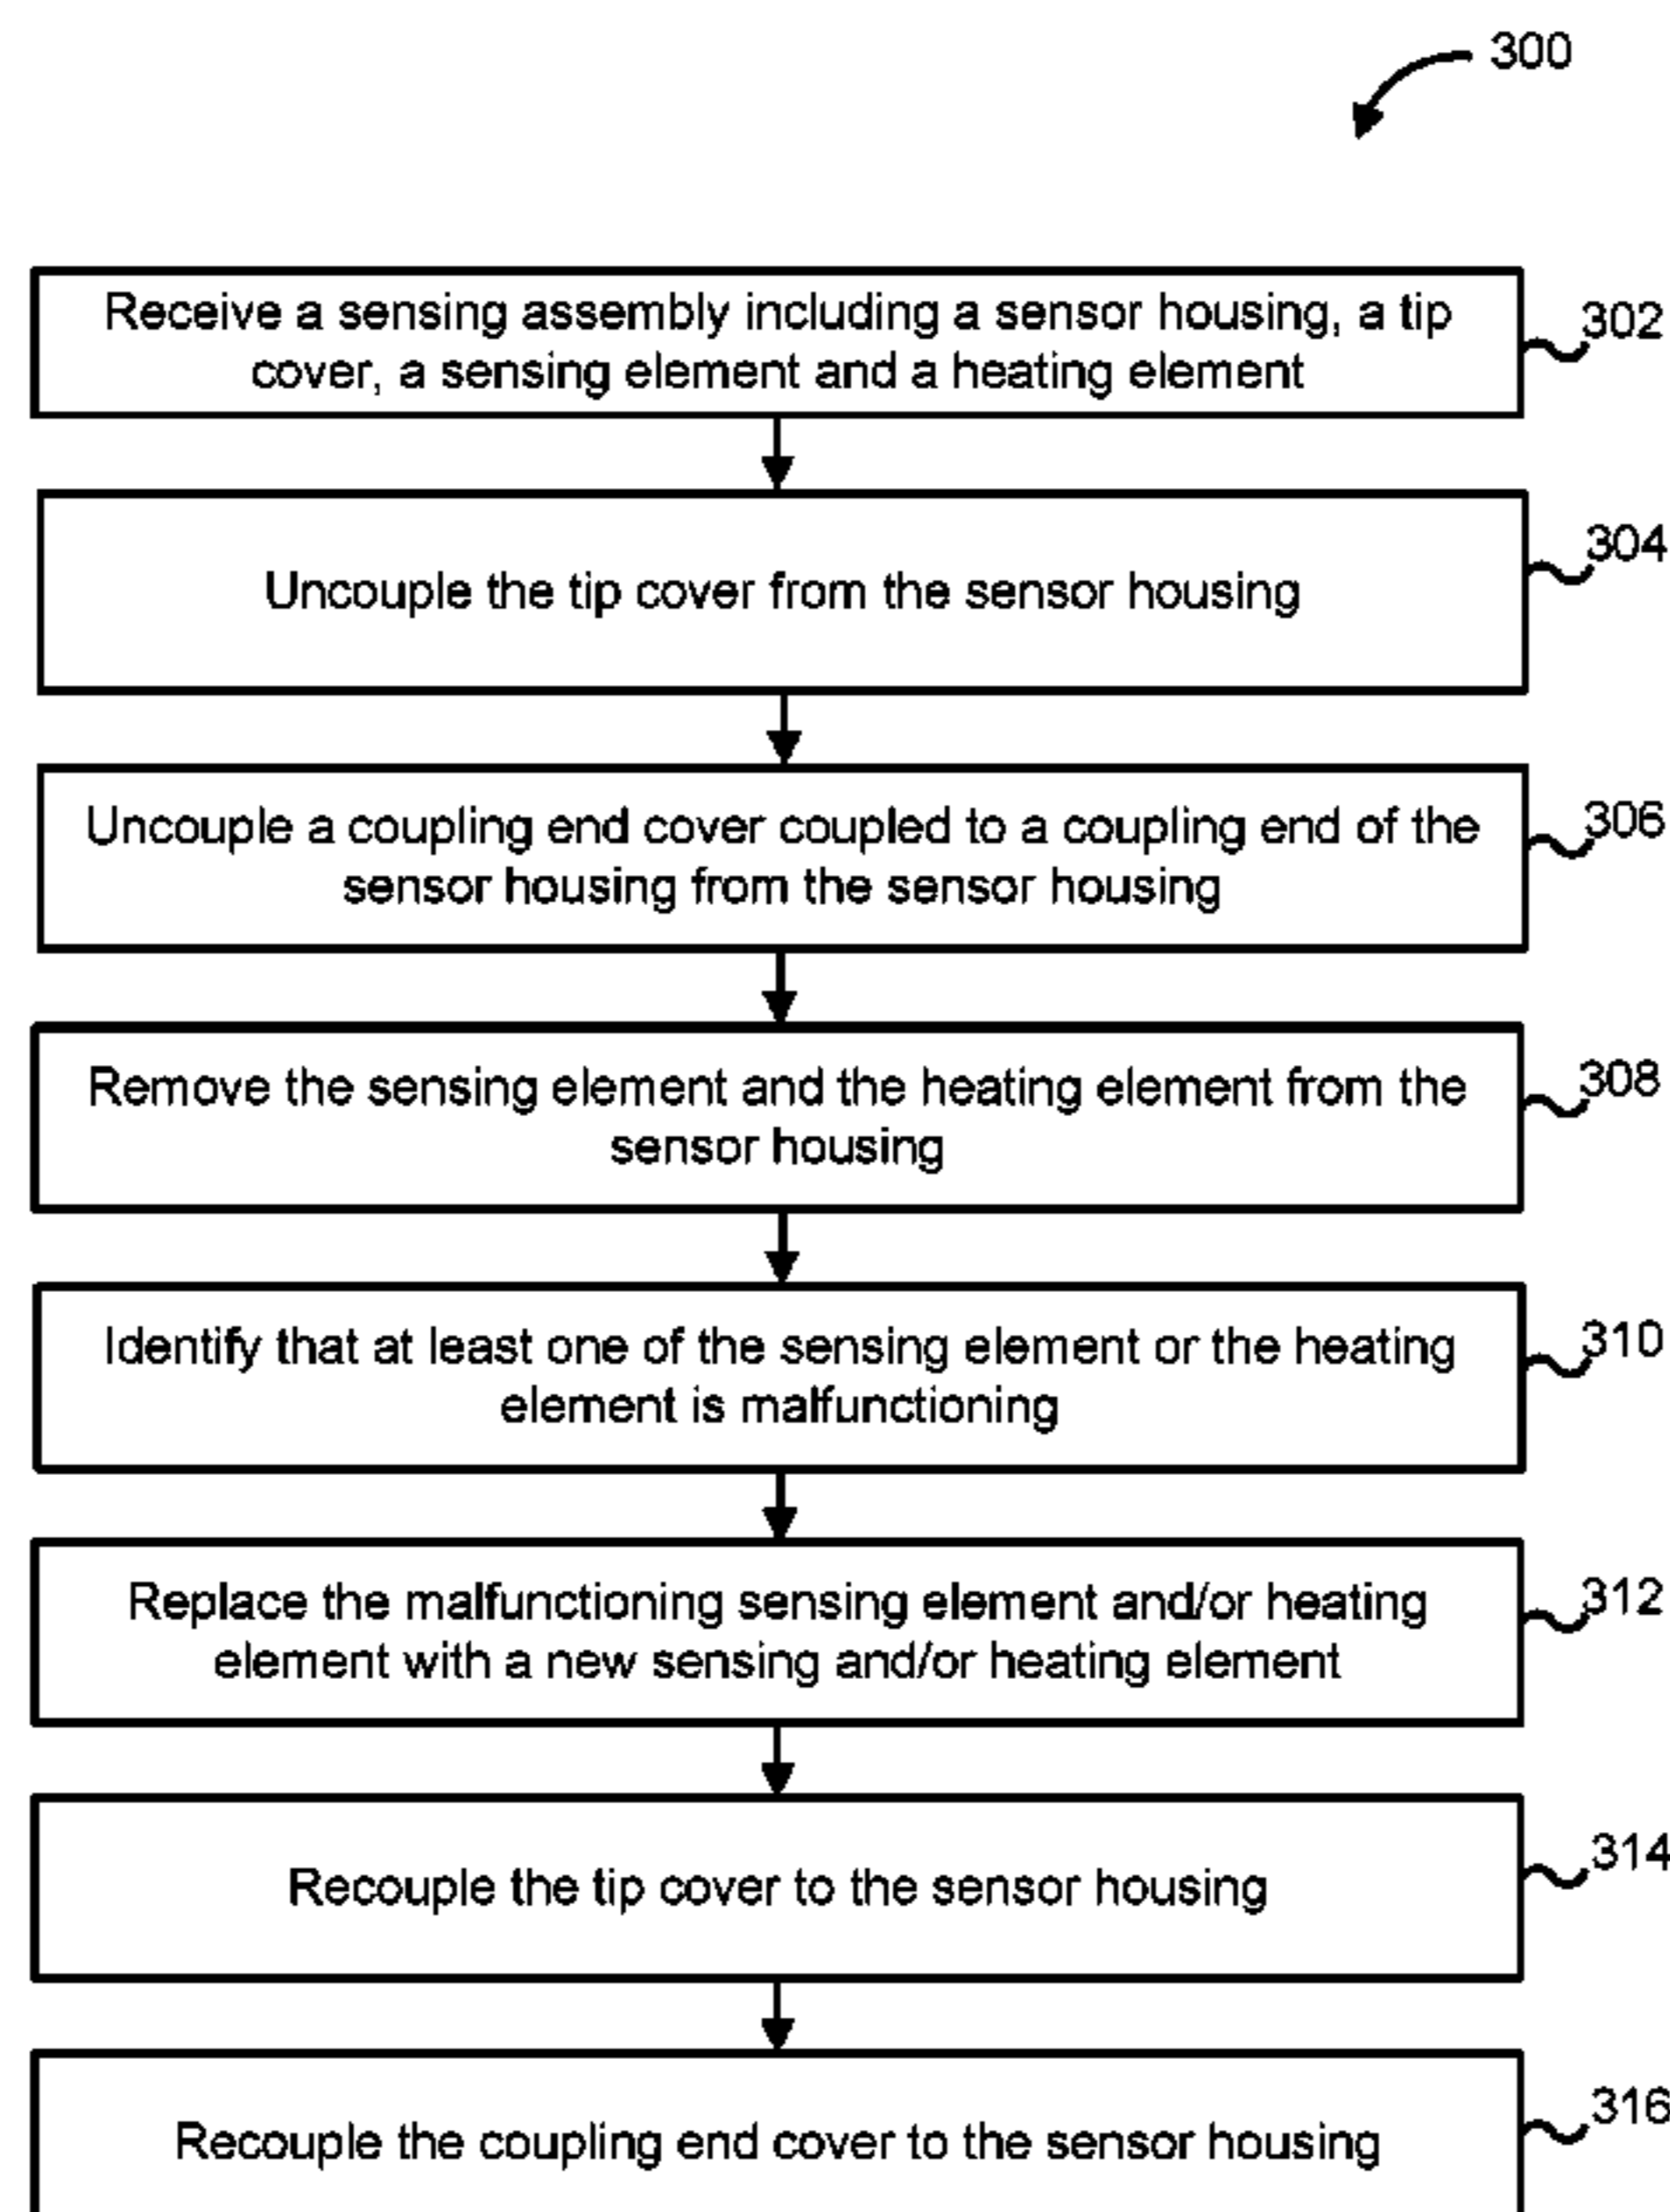 300
Receive a sensing assembly including a sensor housing, a tip
cover, a sensing element and a heating element
302
Uncouple the tip cover from the sensor housing
304
Uncouple a coupling end cover coupled to a coupling end of the
sensor housing from the sensor housing
306
Remove the sensing element and the heating element from the
sensor housing
308
Identify that at least one of the sensing element or the heating
element is malfunctioning
310
Replace the malfunctioning sensing element and/or heating
element with a new sensing and/or heating element
312
Recouple the tip cover to the sensor housing
314
Recouple the coupling end cover to the sensor housing
316